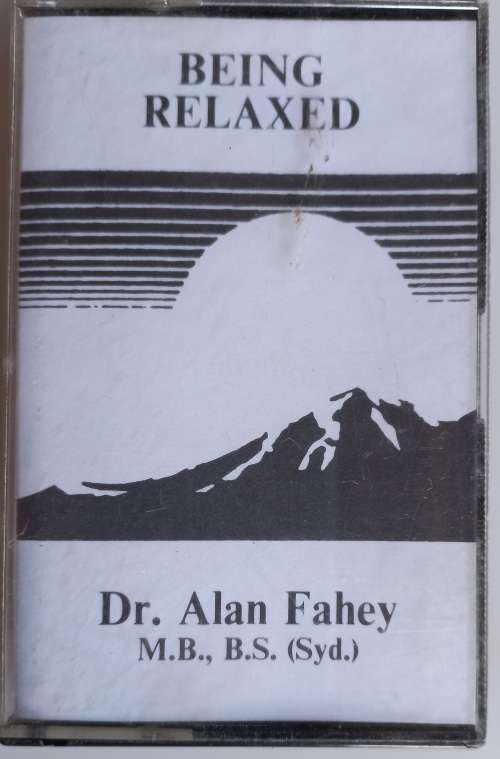 BEING
RELAXED
Dr. Alan Fahey
M.B., B.S. (Syd.)